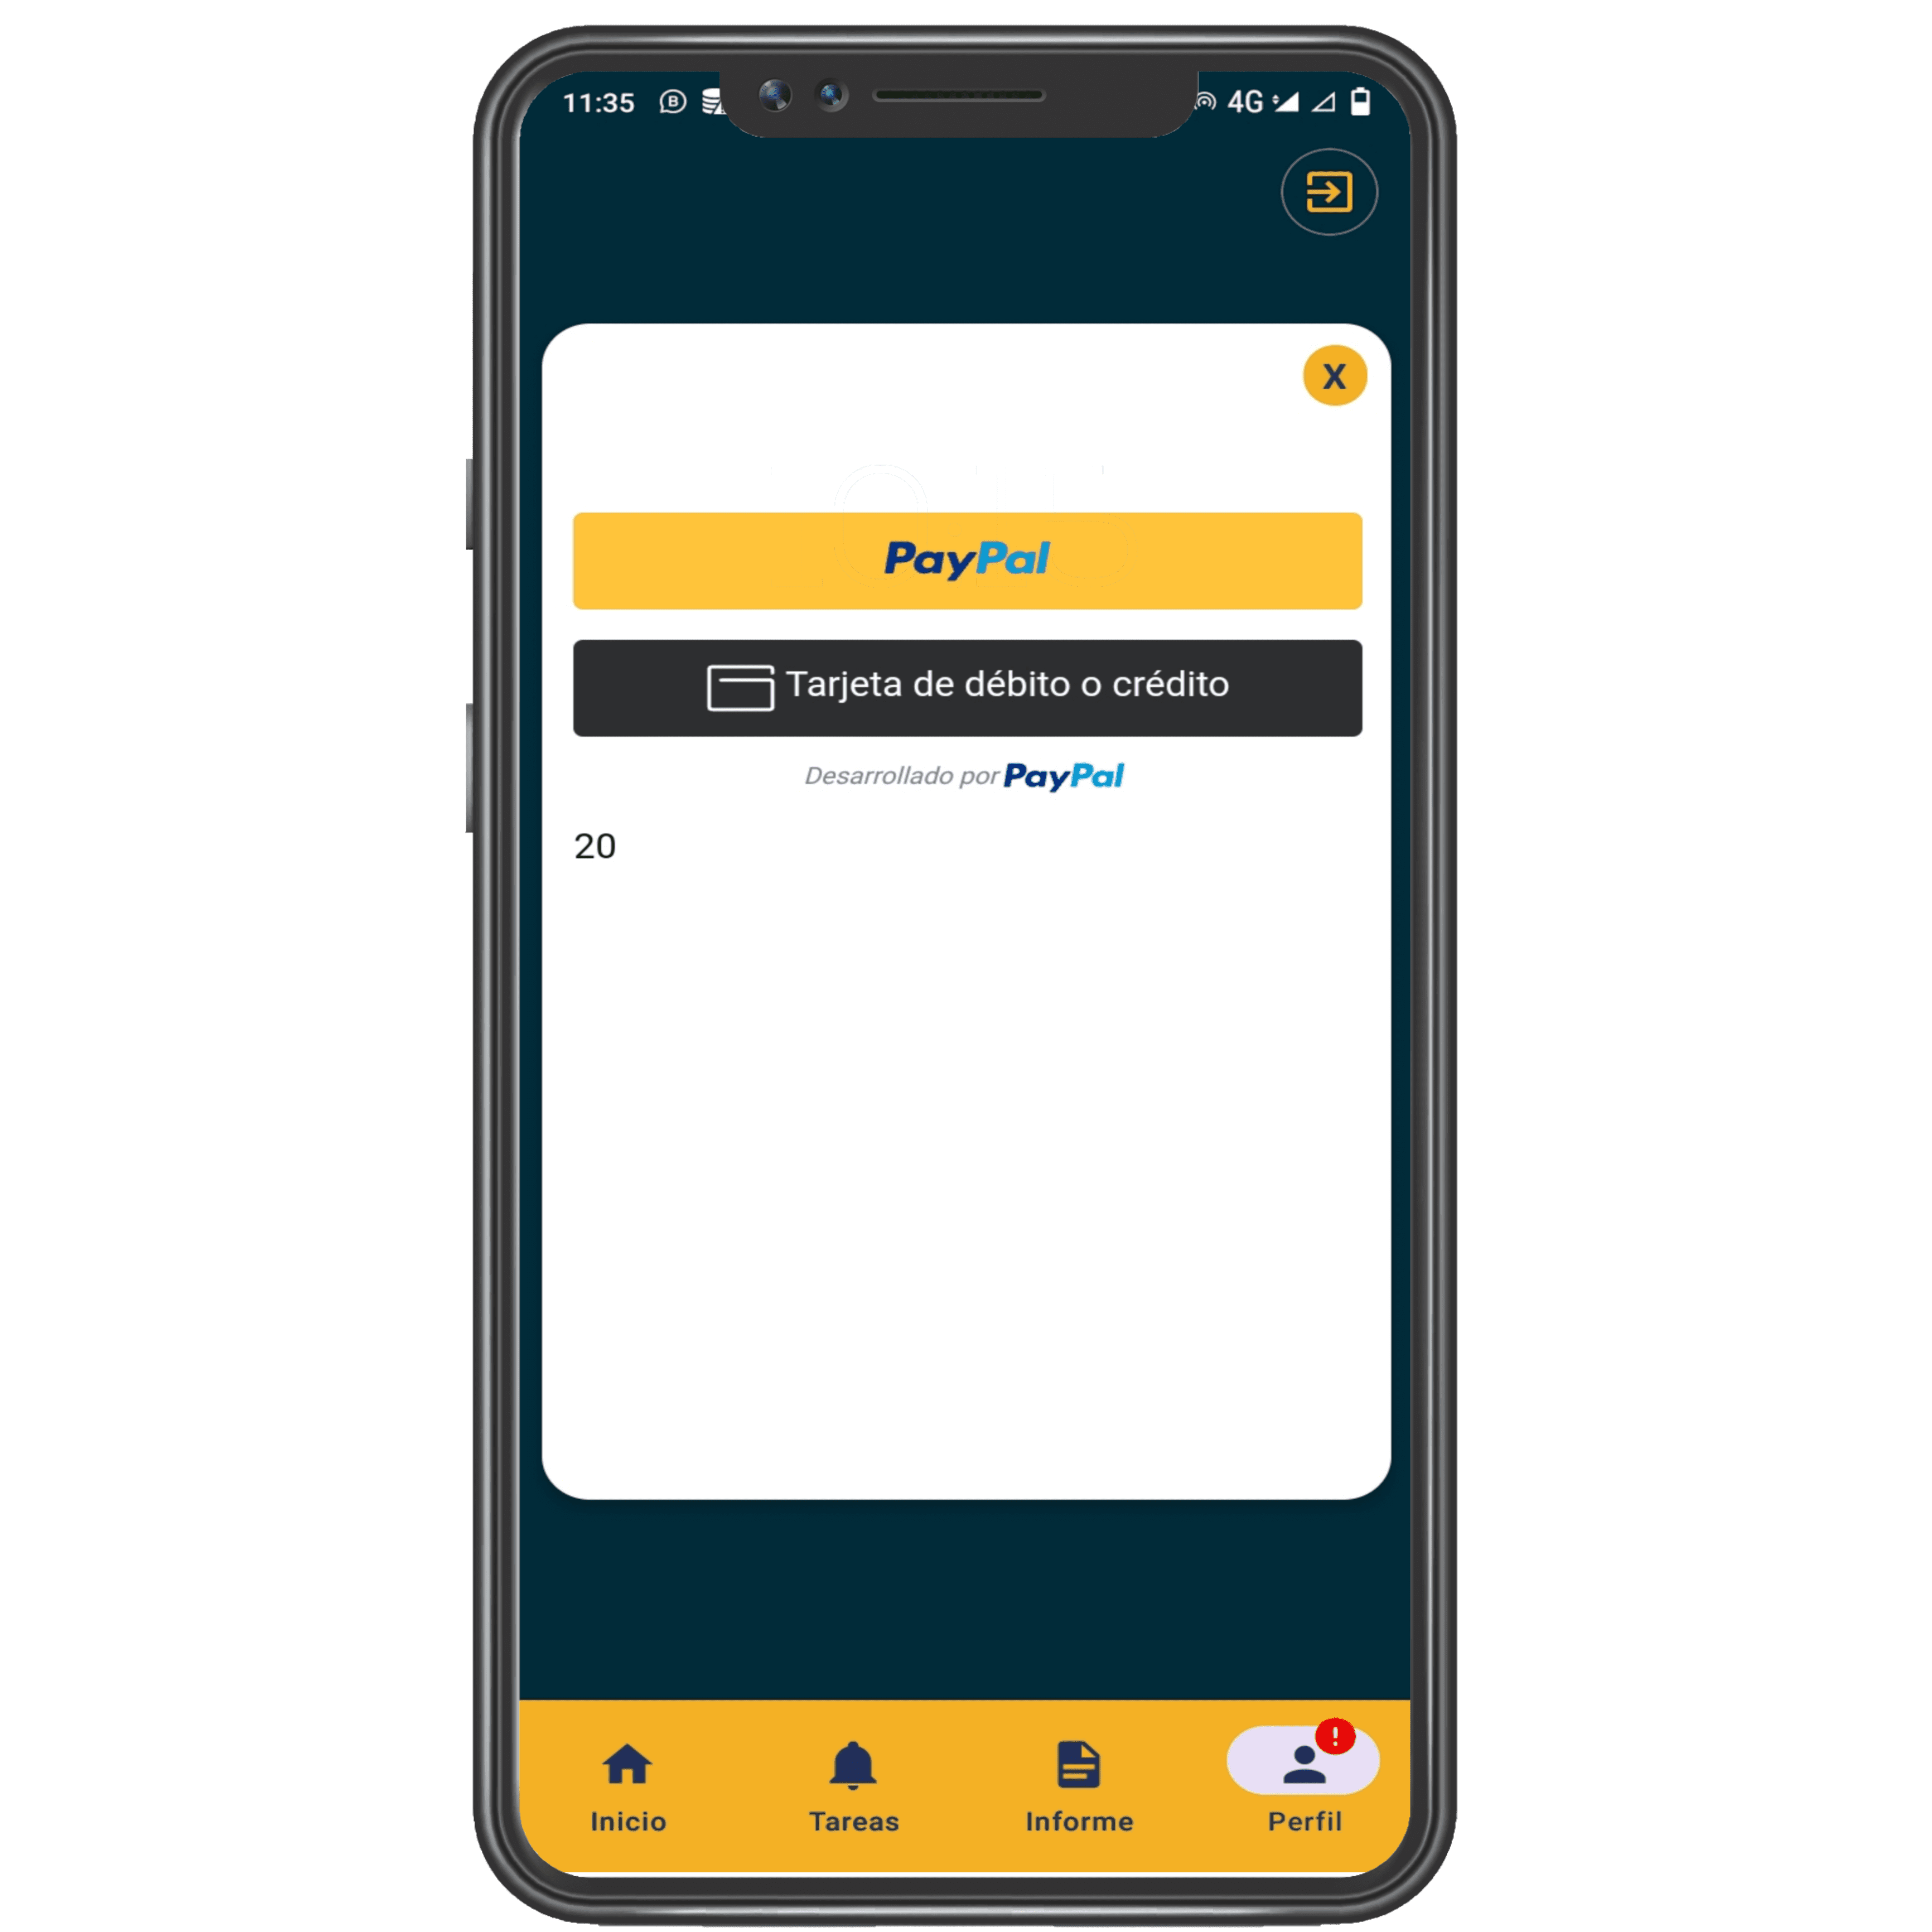 11:35 4G
X
PayPal
Tarjeta de débito o crédito
Desarrollado por PayPal
20
Inicio Tareas Informe Perfil